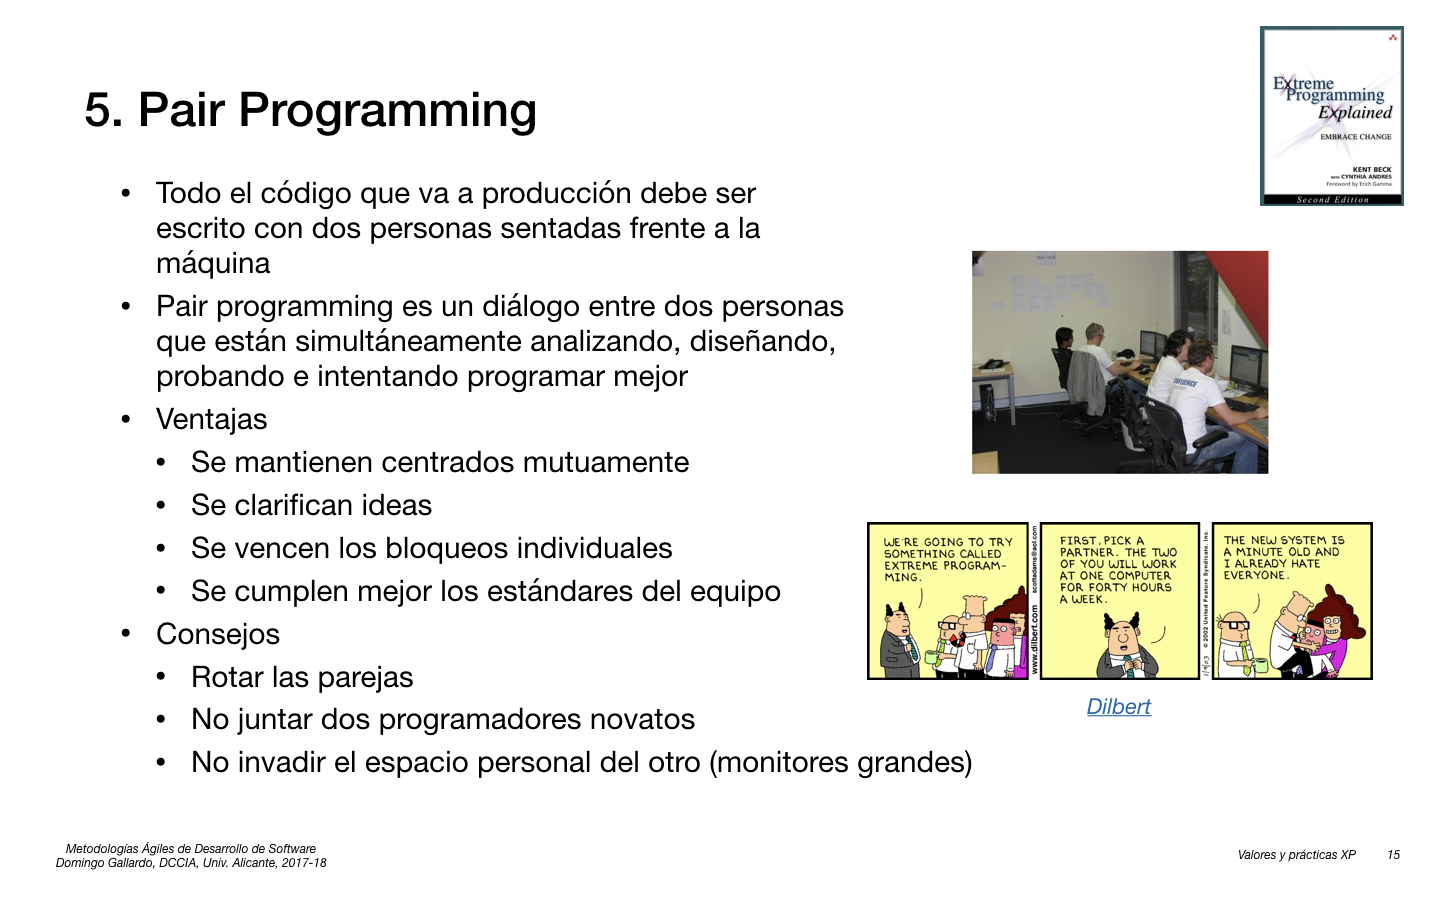 5. Pair Programming
• Todo el código que va a producción debe ser
escrito con dos personas sentadas frente a la
máquina
• Pair programming es un diálogo entre dos personas
que están simultáneamente analizando, diseñando,
probando e intentando programar mejor
• Ventajas
• Se mantienen centrados mutuamente
• Se clarifican ideas
• Se vencen los bloqueos individuales
• Se cumplen mejor los estándares del equipo
• Consejos
• Rotar las parejas
• No juntar dos programadores novatos
• No invadir el espacio personal del otro (monitores grandes)
Extreme
Programming
Explained
EMBRACE CHANGE
KENT BECK
WITH CYNTHIA ANDRES
Foreword by Erich Gamma
Second Edition
WE'RE GOING TO TRY
SOMETHING CALLED
EXTREME PROGRAM-
MING.
www.dilbert.com scottadams@aol.com
FIRST, PICK A
PARTNER. THE TWO
OF YOU WILL WORK
AT ONE COMPUTER
FOR FORTY HOURS
A WEEK.
© 2002 United Feature Syndicate, Inc.
THE NEW SYSTEM IS
A MINUTE OLD AND
I ALREADY HATE
EVERYONE.
Dilbert
Metodologías Ágiles de Desarrollo de Software
Domingo Gallardo, DCCIA, Univ. Alicante, 2017-18
Valores y prácticas XP 15